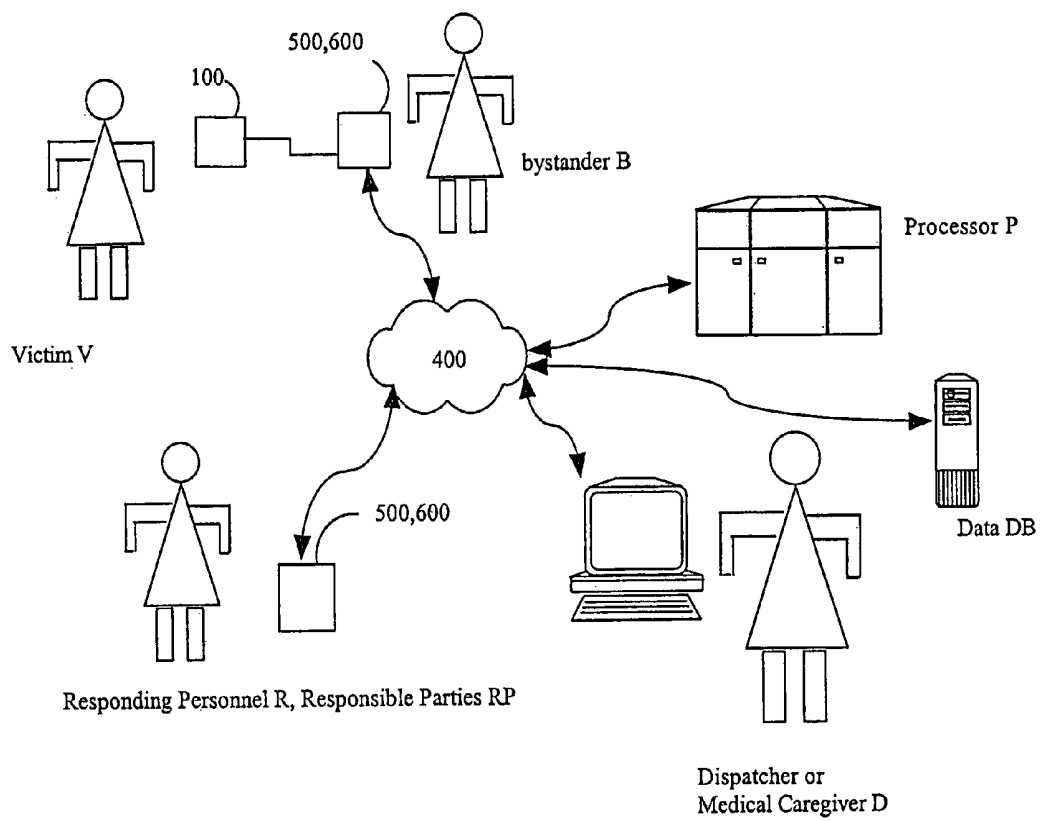 500,600
100
bystander B
Processor P
Victim V
400
500,600
Data DB
Responding Personnel R, Responsible Parties RP
Dispatcher or
Medical Caregiver D